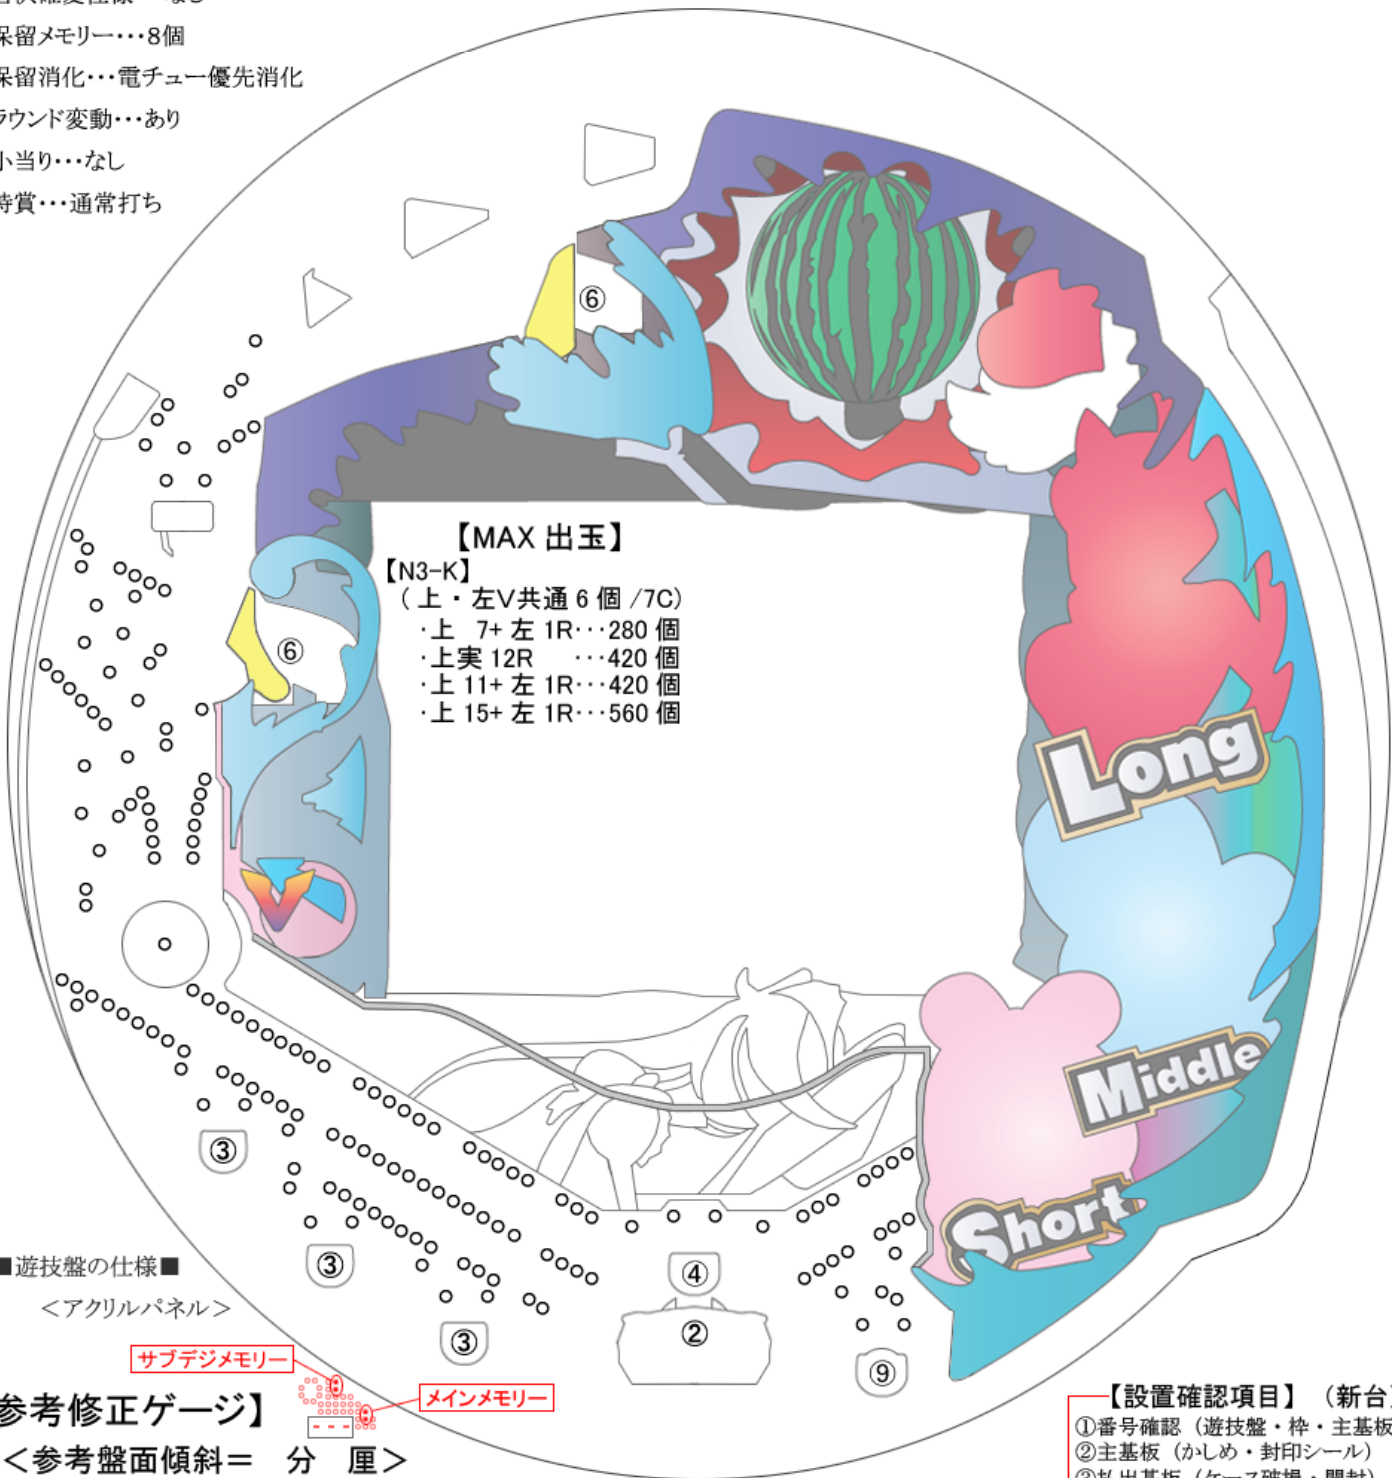 保留メモリー・・・8個
保留消化・・・電チュー優先消化
ラウンド変動・・・あり
小当り・・・なし
特賞・・・通常打ち
⑥
【MAX 出玉】
【N3-K】
（上・左V共通 6 個 /7C）
・上 7+ 左 1R・・・280 個
・上実 12R ・・・420 個
・上 11+ 左 1R・・・420 個
・上 15+ 左 1R・・・560 個
⑥
Long
V
Middle
Short
③
③
③
④
②
⑨
■遊技盤の仕様■
＜アクリルパネル＞
サブデジメモリー
メインメモリー
参考修正ゲージ】
＜参考盤面傾斜＝ 分 厘＞
【設置確認項目】（新台
①番号確認（遊技盤・枠・主基板
②主基板（かしめ・封印シール）